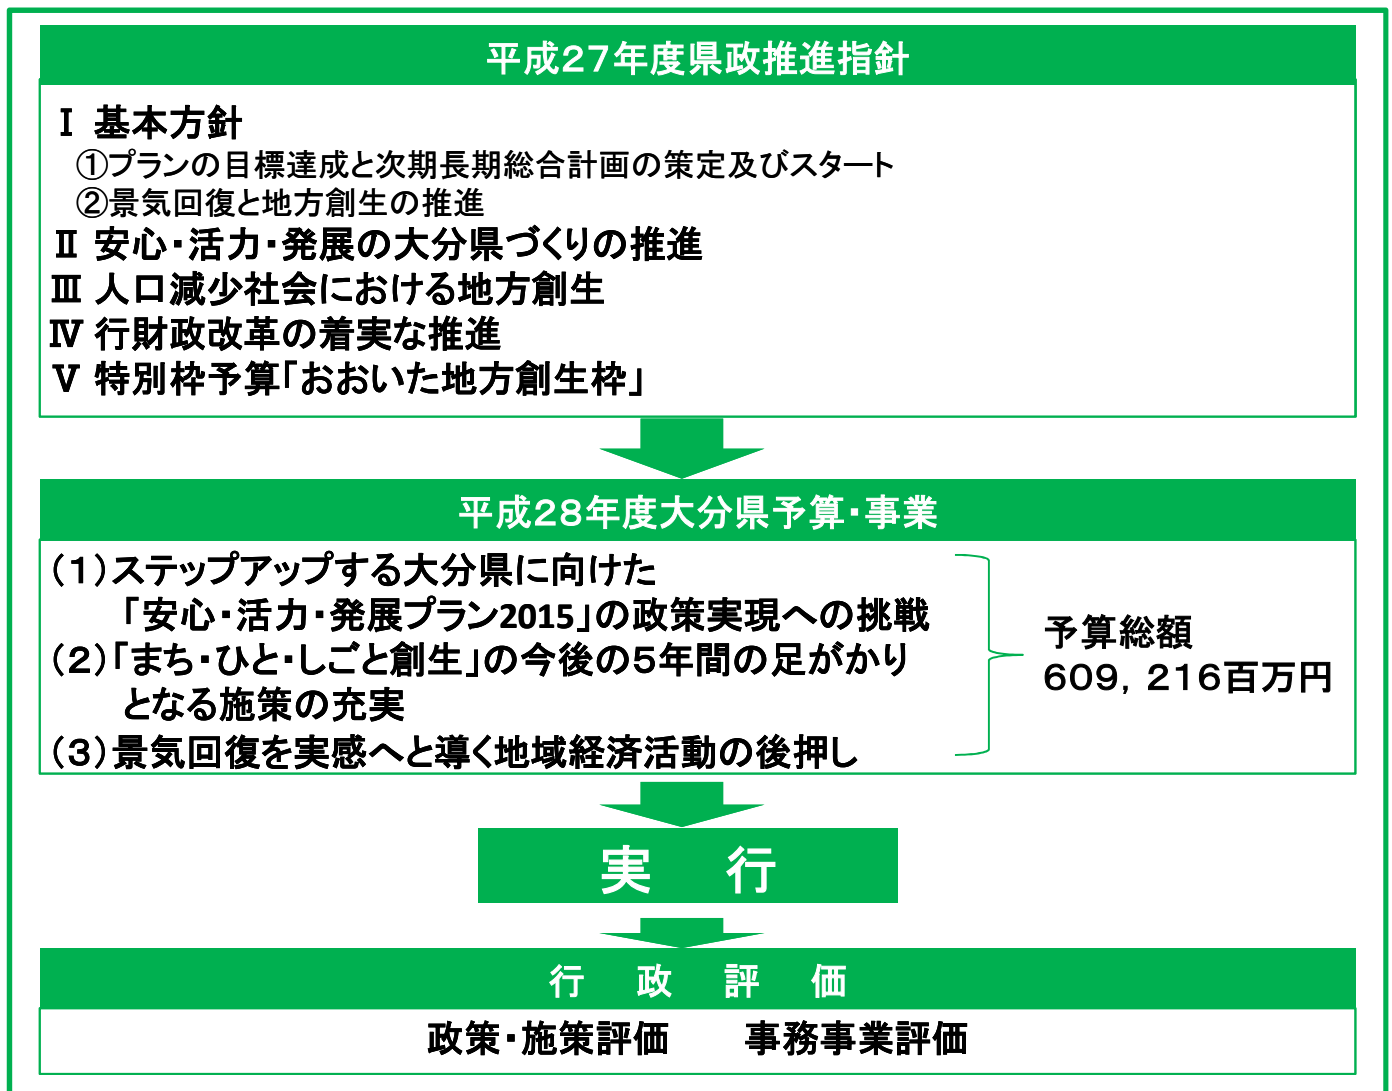 平成27年度県政推進指針
Ⅰ 基本方針
①プランの目標達成と次期長期総合計画の策定及びスタート
②景気回復と地方創生の推進
Ⅱ 安心・活力・発展の大分県づくりの推進
Ⅲ 人口減少社会における地方創生
Ⅳ 行財政改革の着実な推進
Ⅴ 特別枠予算「おおいた地方創生枠」
平成28年度大分県予算・事業
(1)ステップアップする大分県に向けた
「安心・活力・発展プラン2015」の政策実現への挑戦
(2)「まち・ひと・しごと創生」の今後の5年間の足がかり
となる施策の充実
(3)景気回復を実感へと導く地域経済活動の後押し
予算総額
609,216百万円
実 行
行 政 評 価
政策・施策評価 事務事業評価